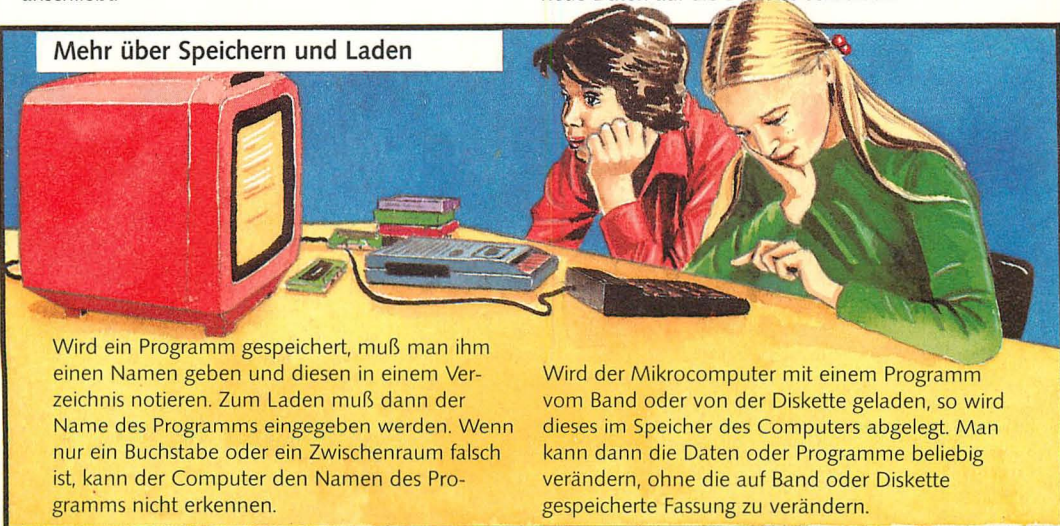 Mehr über Speichern und Laden
Wird ein Programm gespeichert, muß man ihm
einen Namen geben und diesen in einem Ver-
zeichnis notieren. Zum Laden muß dann der
Name des Programms eingegeben werden. Wenn
nur ein Buchstabe oder ein Zwischenraum falsch
ist, kann der Computer den Namen des Pro-
gramms nicht erkennen.
Wird der Mikrocomputer mit einem Programm
vom Band oder von der Diskette geladen, so wird
dieses im Speicher des Computers abgelegt. Man
kann dann die Daten oder Programme beliebig
verändern, ohne die auf Band oder Diskette
gespeicherte Fassung zu verändern.